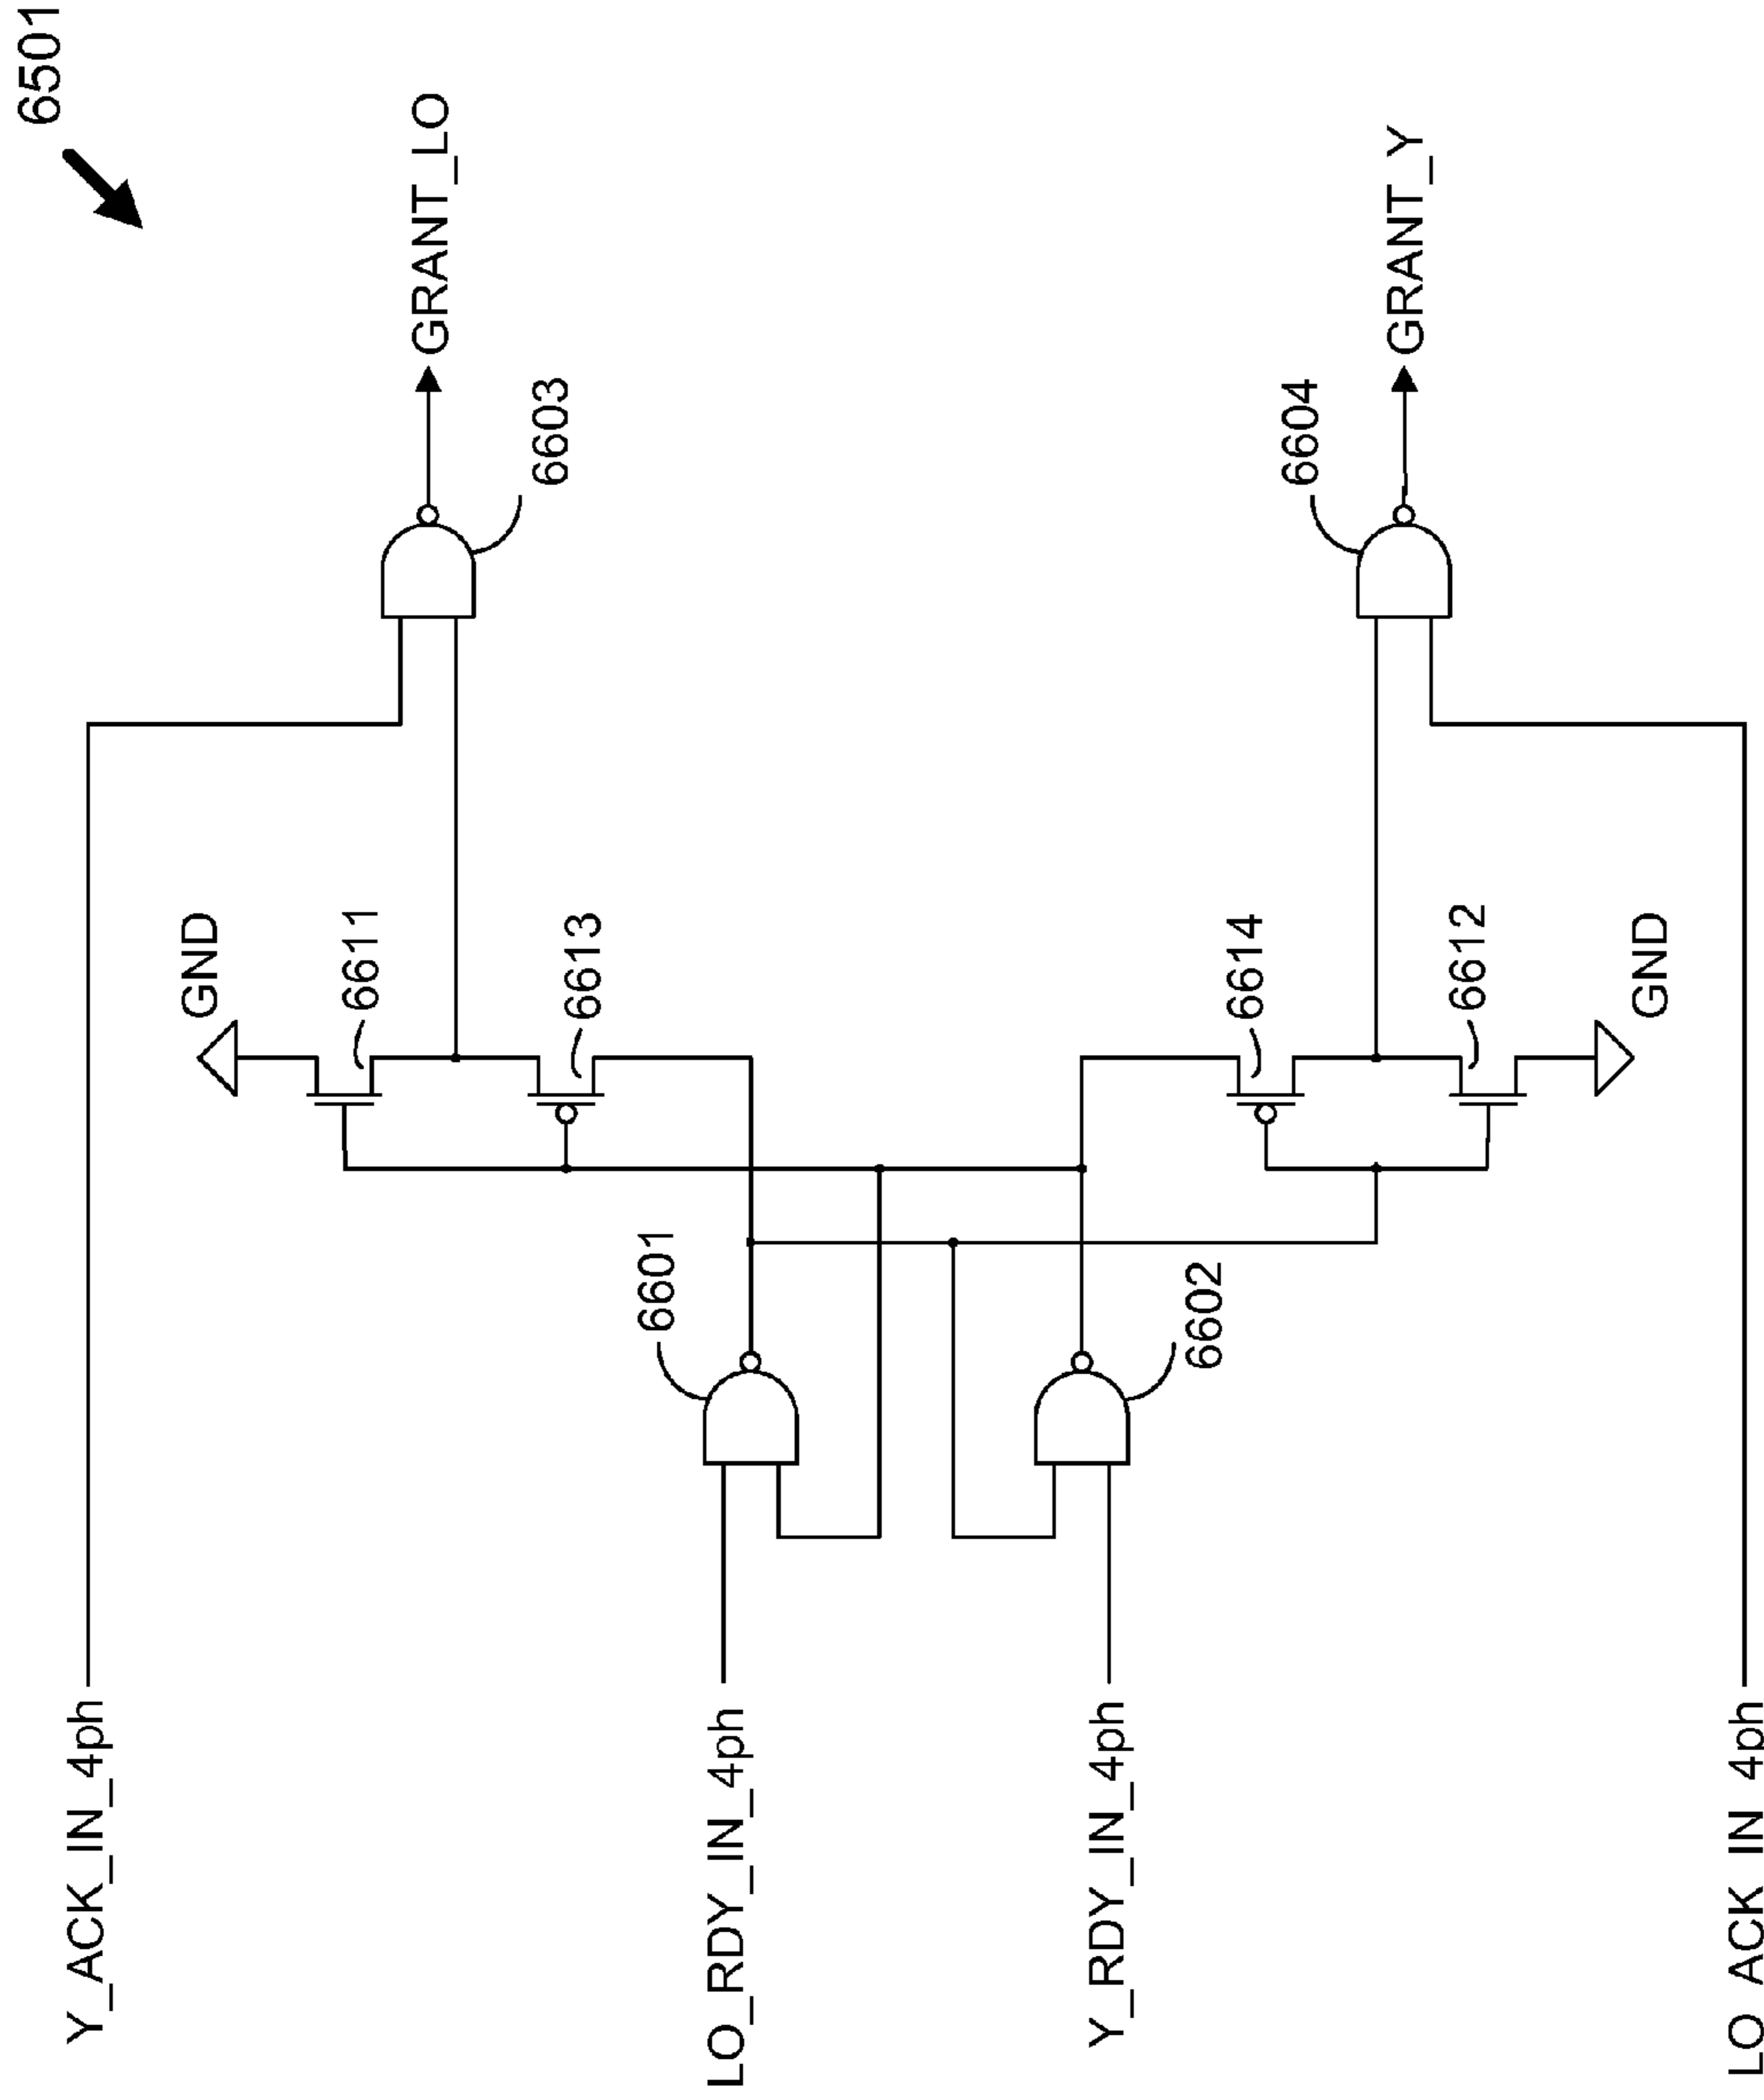 6501
Y_ACK_IN_4ph
GND
6611
GRANT_LO
6603
6613
LO_RDY_IN_4ph
6601
Y_RDY_IN_4ph
6602
6614
6604
GRANT_Y
6612
GND
LO_ACK_IN_4ph